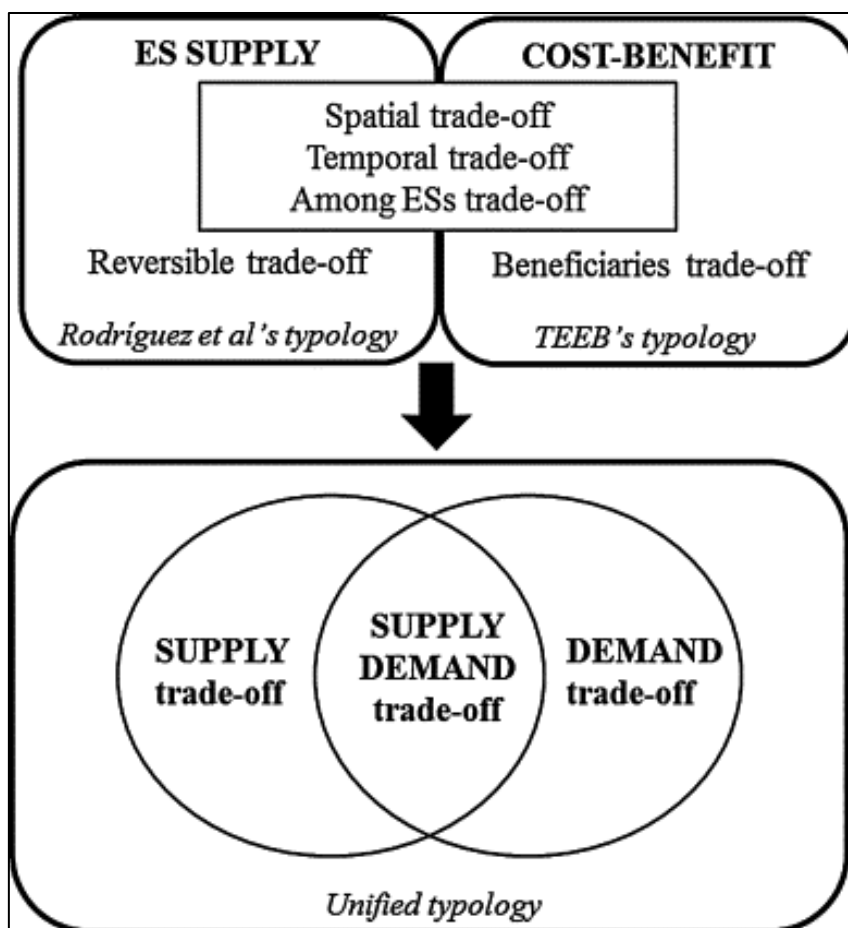 ES SUPPLY
COST-BENEFIT
Spatial trade-off
Temporal trade-off
Among ESs trade-off
Reversible trade-off
Beneficiaries trade-off
Rodríguez et al's typology
TEEB's typology
SUPPLY
trade-off
SUPPLY
DEMAND
trade-off
DEMAND
trade-off
Unified typology